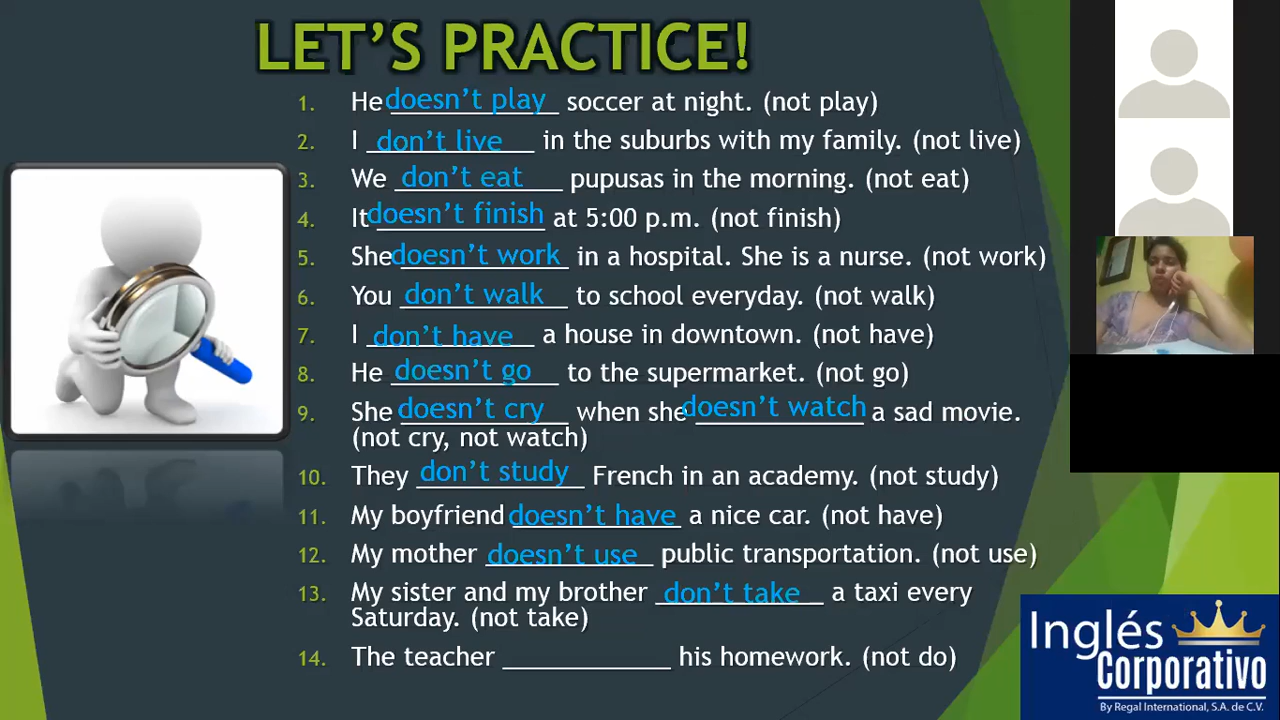 LET'S PRACTICE!
1. He doesn't play soccer at night. (not play)
2. I don't live in the suburbs with my family. (not live)
3. We don't eat pupusas in the morning. (not eat)
4. It doesn't finish at 5:00 p.m. (not finish)
5. She doesn't work in a hospital. She is a nurse. (not work)
6. You don't walk to school everyday. (not walk)
7. I don't have a house in downtown. (not have)
8. He doesn't go to the supermarket. (not go)
9. She doesn't cry when she doesn't watch a sad movie.
(not cry, not watch)
10. They don't study French in an academy. (not study)
11. My boyfriend doesn't have a nice car. (not have)
12. My mother doesn't use public transportation. (not use)
13. My sister and my brother don't take a taxi every
Saturday. (not take)
14. The teacher ______________ his homework. (not do)
Inglés
Corporativo
By Regal International, S.A. de C.V.